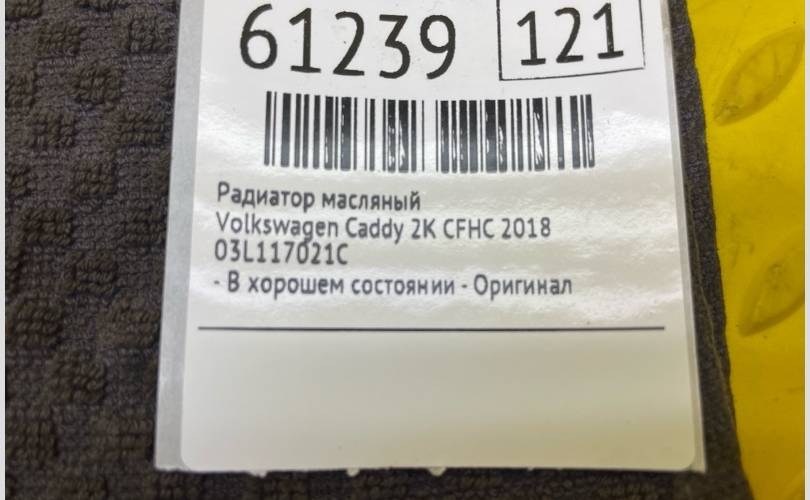 61239 121
Радиатор масляный
Volkswagen Caddy 2K CFHC 2018
03L117021C
- В хорошем состоянии - Оригинал